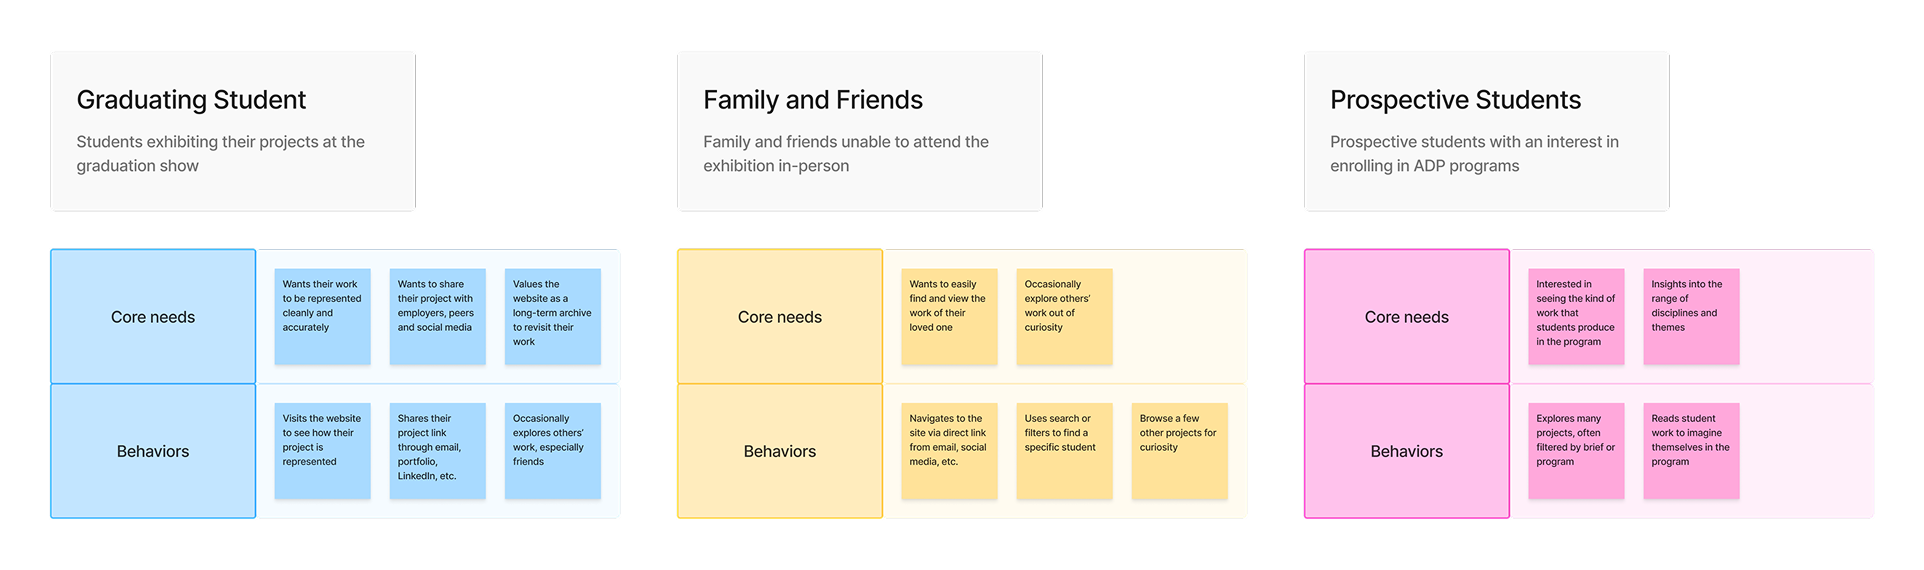 Graduating Student
Students exhibiting their projects at the
graduation show
Core needs
Wants their work
to be represented
cleanly and
accurately
Wants to share
their project with
employers, peers
and social media
Values the
website as a
long-term archive
to revisit their
work
Behaviors
Visits the website
to see how their
project is
represented
Shares their
project link
through email,
portfolio,
LinkedIn, etc.
Occasionally
explores others’
work, especially
friends
Family and Friends
Family and friends unable to attend the
exhibition in-person
Core needs
Wants to easily
find and view the
work of their
loved one
Occasionally
explore others’
work out of
curiosity
Behaviors
Navigates to the
site via direct link
from email, social
media, etc.
Uses search or
filters to find a
specific student
Browse a few
other projects for
curiosity
Prospective Students
Prospective students with an interest in
enrolling in ADP programs
Core needs
Interested in
seeing the kind of
work that
students produce
in the program
Insights into the
range of
disciplines and
themes
Behaviors
Explores many
projects, often
filtered by brief or
program
Reads student
work to imagine
themselves in the
program